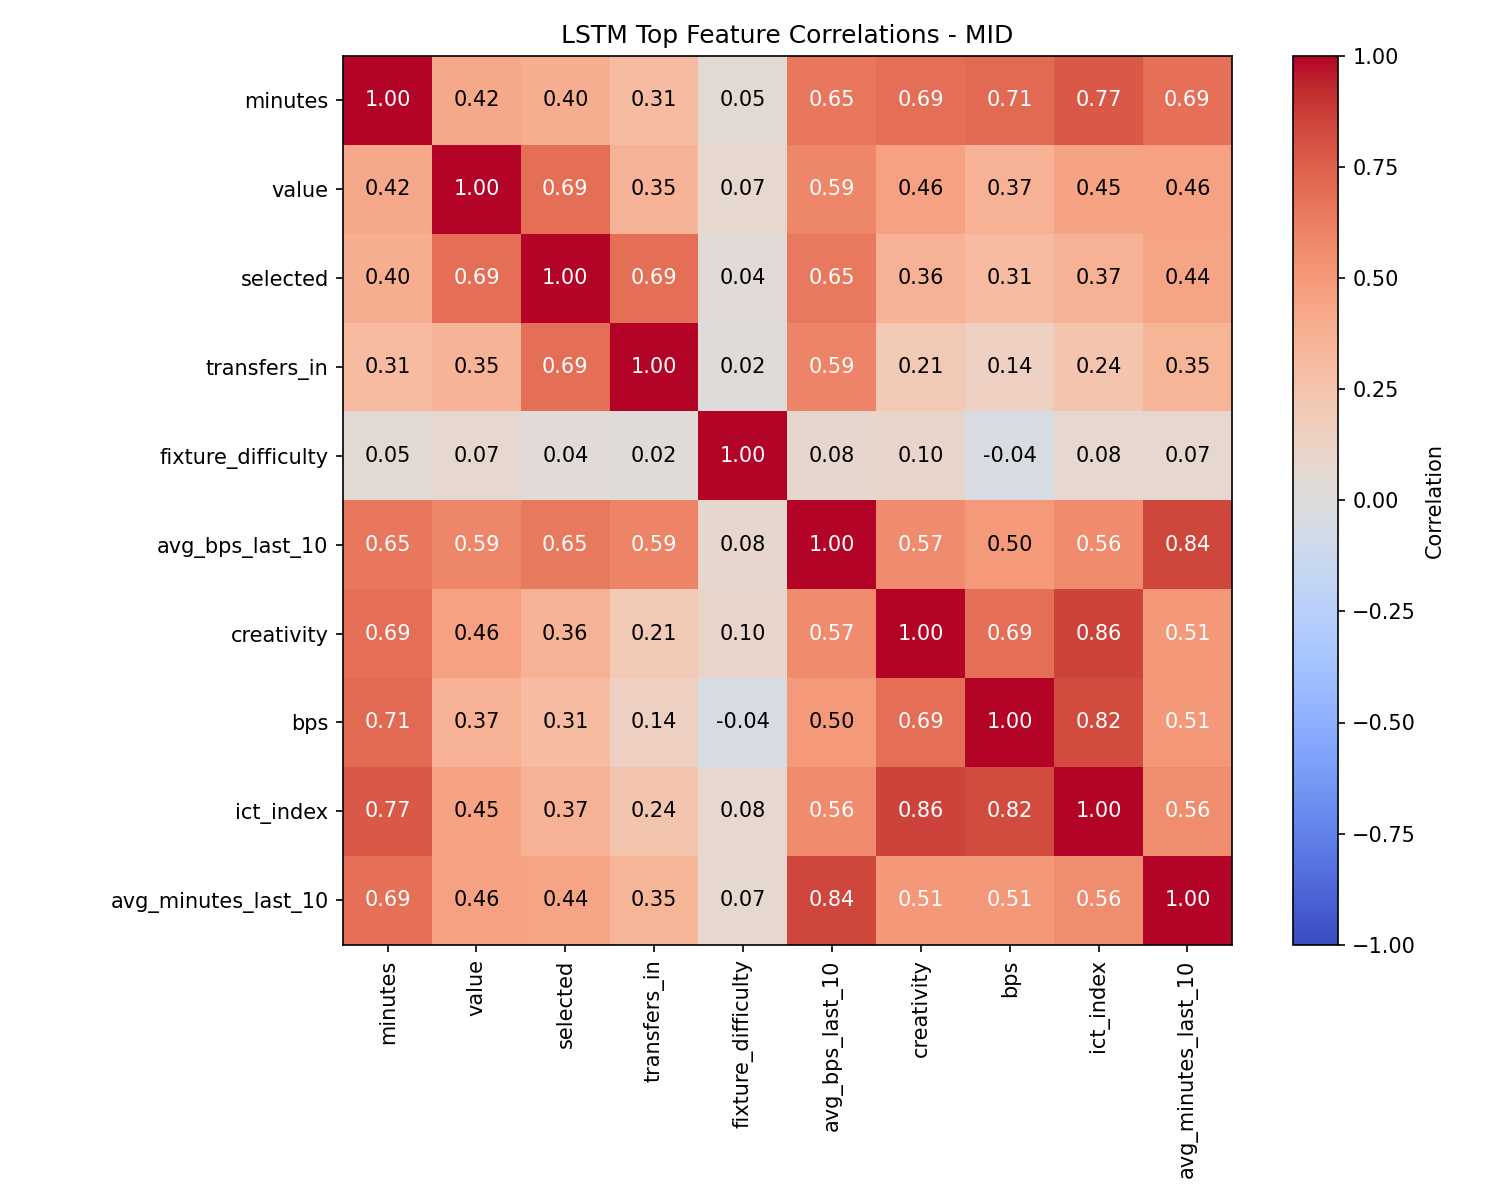 LSTM Top Feature Correlations - MID
minutes 1.00 0.42 0.40 0.31 0.05 0.65 0.69 0.71 0.77 0.69
value 0.42 1.00 0.69 0.35 0.07 0.59 0.46 0.37 0.45 0.46
selected 0.40 0.69 1.00 0.69 0.04 0.65 0.36 0.31 0.37 0.44
transfers_in 0.31 0.35 0.69 1.00 0.02 0.59 0.21 0.14 0.24 0.35
fixture_difficulty 0.05 0.07 0.04 0.02 1.00 0.08 0.10 -0.04 0.08 0.07
avg_bps_last_10 0.65 0.59 0.65 0.59 0.08 1.00 0.57 0.50 0.56 0.84
creativity 0.69 0.46 0.36 0.21 0.10 0.57 1.00 0.69 0.86 0.51
bps 0.71 0.37 0.31 0.14 -0.04 0.50 0.69 1.00 0.82 0.51
ict_index 0.77 0.45 0.37 0.24 0.08 0.56 0.86 0.82 1.00 0.56
avg_minutes_last_10 0.69 0.46 0.44 0.35 0.07 0.84 0.51 0.51 0.56 1.00
minutes
value
selected
transfers_in
fixture_difficulty
avg_bps_last_10
creativity
bps
ict_index
avg_minutes_last_10
1.00
0.75
0.50
0.25
0.00
−0.25
−0.50
−0.75
−1.00
Correlation